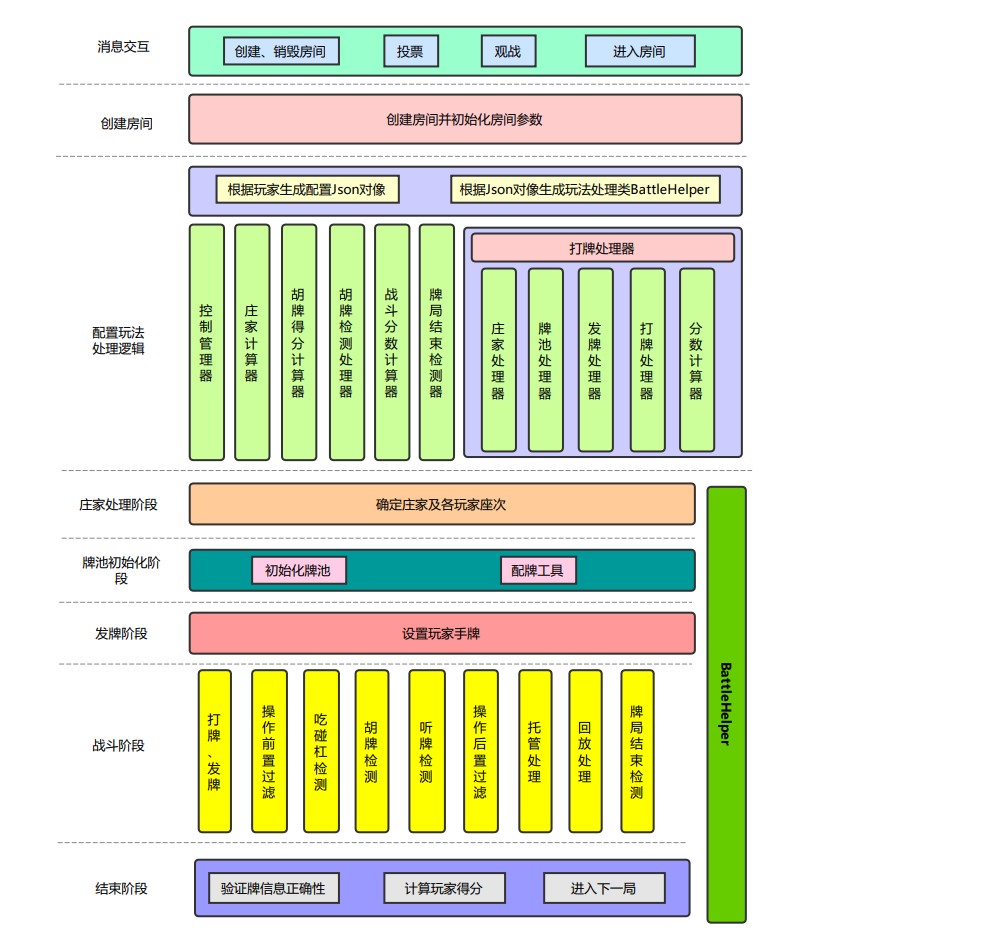 消息交互
创建、销毁房间
投票
观战
进入房间
创建房间
创建房间并初始化房间参数
根据玩家生成配置Json对像
根据Json对像生成玩法处理类BattleHelper
配置玩法
处理逻辑
控制管理器
庄家计算器
胡牌得分计算器
胡牌检测处理器
战斗分数计算器
牌局结束检测器
打牌处理器
庄家处理器
牌池处理器
发牌处理器
打牌处理器
分数计算器
庄家处理阶段
确定庄家及各玩家座次
牌池初始化阶
段
初始化牌池
配牌工具
发牌阶段
设置玩家手牌
BattleHelper
战斗阶段
打牌、发牌
操作前置过滤
吃碰杠检测
胡牌检测
听牌检测
操作后置过滤
托管处理
回放处理
牌局结束检测
结束阶段
验证牌信息正确性
计算玩家得分
进入下一局